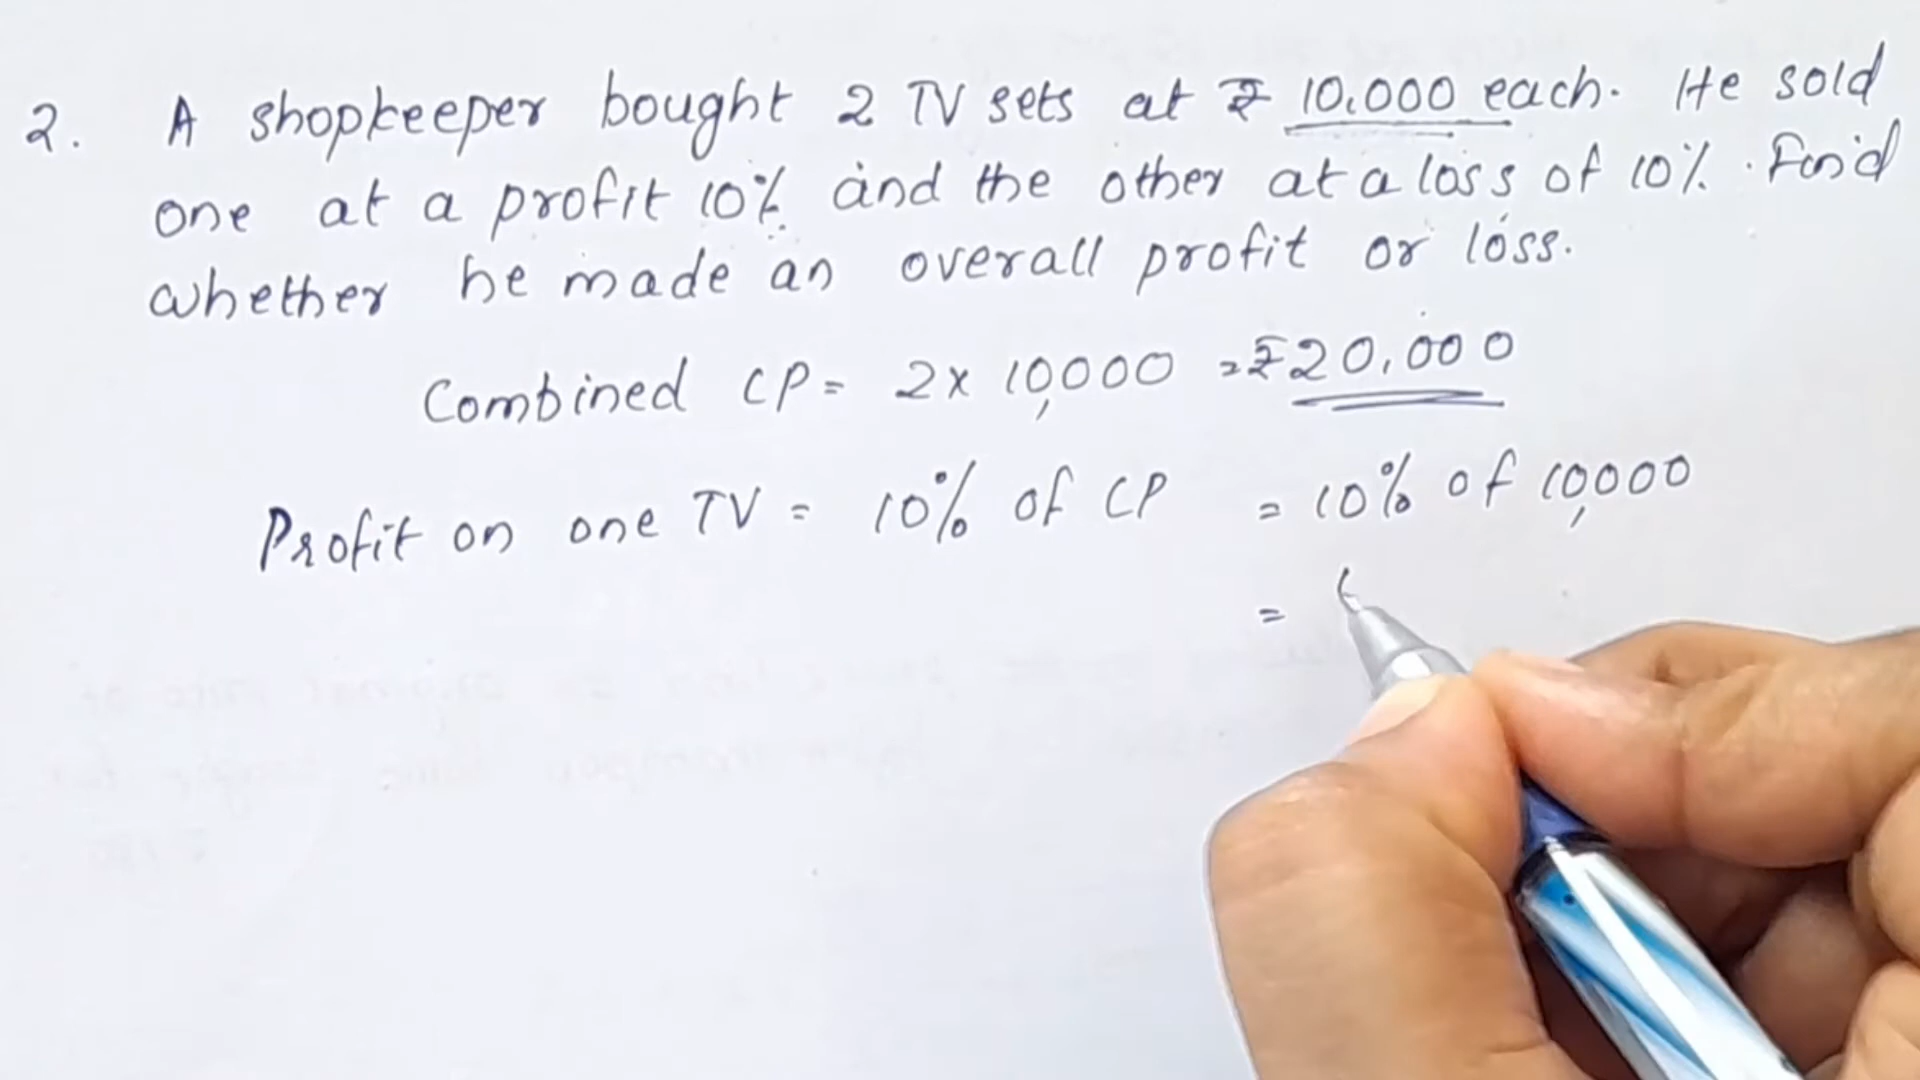 2. A shopkeeper bought 2 TV sets at ₹ 10,000 each. He sold
one at a profit 10% and the other at a loss of 10%. Find
whether he made an overall profit or loss.
Combined CP = 2 x 10,000 = ₹20,000
Profit on one TV = 10% of CP = 10% of 10,000
=